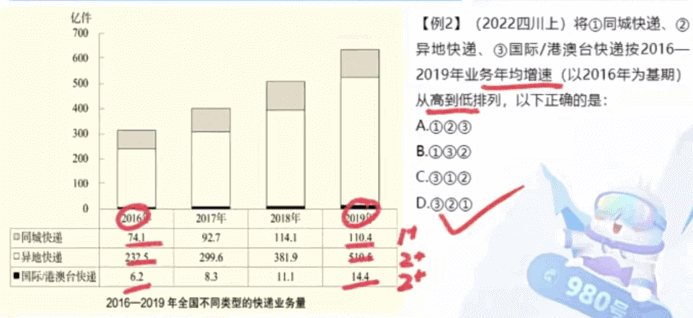 亿件
700
600
500
400
300
200
100
0
2016年 2017年 2018年 2019年
同城快递 74.1 92.7 114.1 110.4 1+
异地快递 232.5 299.6 381.9 510.5 2+
国际/港澳台快递 6.2 8.3 11.1 14.4 2+
2016—2019 年全国不同类型的快递业务量
【例2】（2022四川上）将①同城快递、②
异地快递、③国际/港澳台快递按2016—
2019年业务年均增速（以2016年为基期）
从高到低排列，以下正确的是：
A.①②③
B.①③②
C.③①②
D.③②①
980号